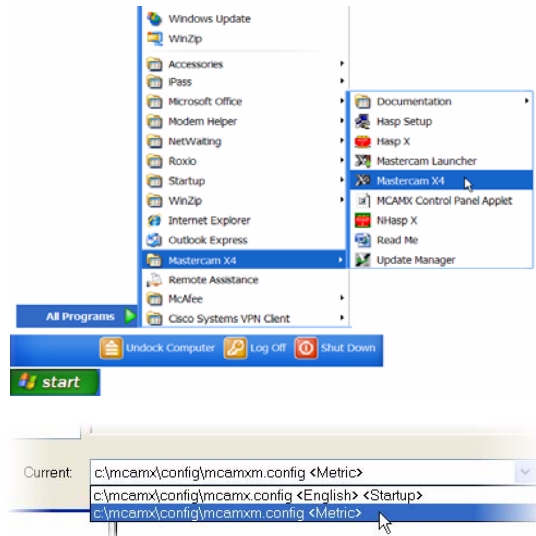 Windows Update
WinZip
Accessories
iPass
Microsoft Office
Modem Helper
NetWaiting
Roxio
Startup
WinZip
Internet Explorer
Outlook Express
Mastercam X4
Remote Assistance
McAfee
Cisco Systems VPN Client
Documentation
Hasp Setup
Hasp X
Mastercam Launcher
Mastercam X4
MCAMX Control Panel Applet
NHasp X
Read Me
Update Manager
All Programs
Undock Computer Log Off Shut Down
start
Current: c:\mcamx\config\mcamxm.config <Metric>
c:\mcamx\config\mcamx.config <English> <Startup>
c:\mcamx\config\mcamxm.config <Metric>